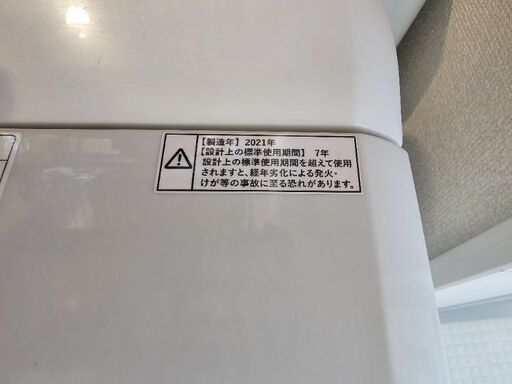 【製造年】 2021年
【設計上の標準使用期間】 7年
設計上の標準使用期間を超えて使用
されますと、経年劣化による発火・
けが等の事故に至る恐れがあります。